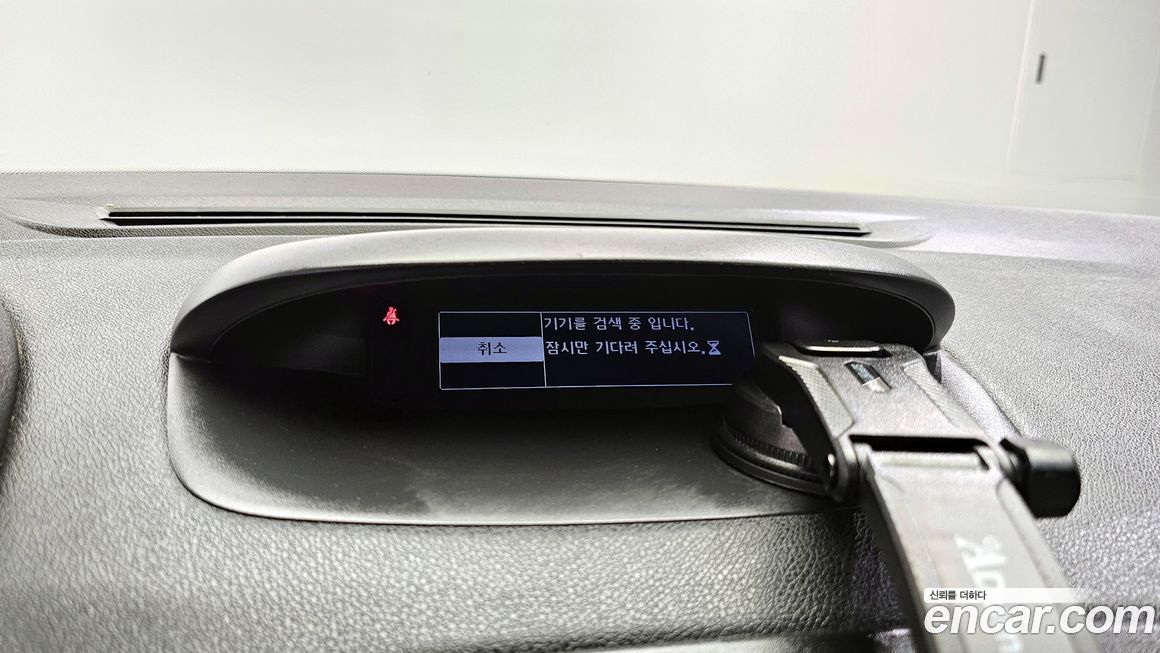 기기를 검색 중 입니다.
취소
잠시만 기다려 주십시오.
신뢰를 더하다
encar.com